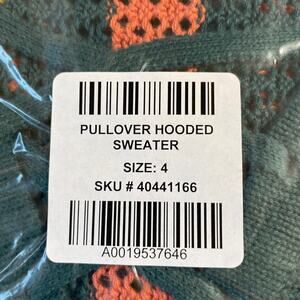 PULLOVER HOODED
SWEATER
SIZE: 4
SKU # 40441166
A0019537646